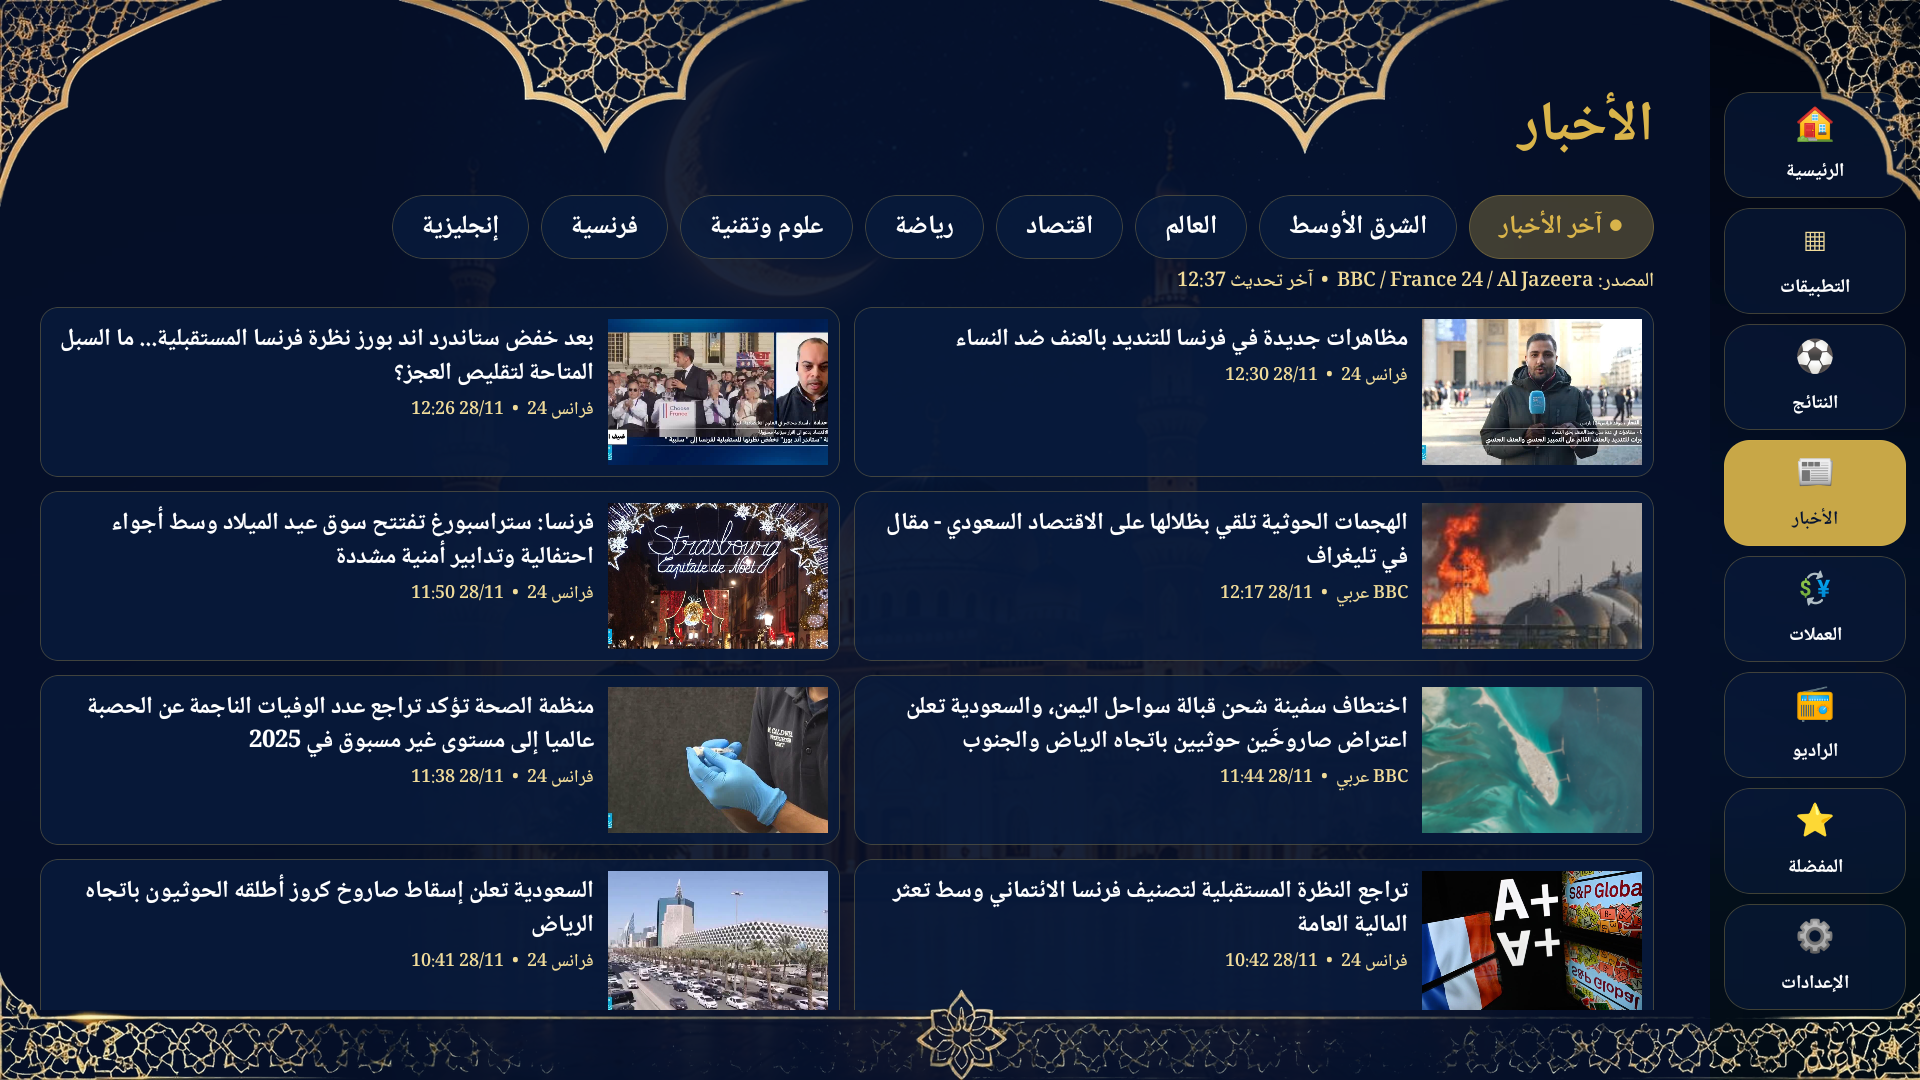 الأخبار
الرئيسية
التطبيقات
النتائج
الأخبار
العملات
الراديو
المفضلة
الإعدادات
آخر الأخبار
الشرق الأوسط
العالم
اقتصاد
رياضة
علوم وتقنية
فرنسية
إنجليزية
المصدر: BBC / France 24 / Al Jazeera • آخر تحديث 12:37
مظاهرات جديدة في فرنسا للتنديد بالعنف ضد النساء
فرانس 24 • 28/11 12:30
بعد خفض ستاندرد اند بورز نظرة فرنسا المستقبلية... ما السبل
المتاحة لتقليص العجز؟
فرانس 24 • 28/11 12:26
Choose
France
الهجمات الحوثية تلقي بظلالها على الاقتصاد السعودي - مقال
في تليغراف
BBC عربي • 28/11 12:17
فرنسا: ستراسبورغ تفتتح سوق عيد الميلاد وسط أجواء
احتفالية وتدابير أمنية مشددة
فرانس 24 • 28/11 11:50
Strasbourg
Capitale de Noël
اختطاف سفينة شحن قبالة سواحل اليمن، والسعودية تعلن
اعتراض صاروخَين حوثيين باتجاه الرياض والجنوب
BBC عربي • 28/11 11:44
منظمة الصحة تؤكد تراجع عدد الوفيات الناجمة عن الحصبة
عالميا إلى مستوى غير مسبوق في 2025
فرانس 24 • 28/11 11:38
تراجع النظرة المستقبلية لتصنيف فرنسا الائتماني وسط تعثر
المالية العامة
فرانس 24 • 28/11 10:42
A+
S&P Globa
السعودية تعلن إسقاط صاروخ كروز أطلقه الحوثيون باتجاه
الرياض
فرانس 24 • 28/11 10:41